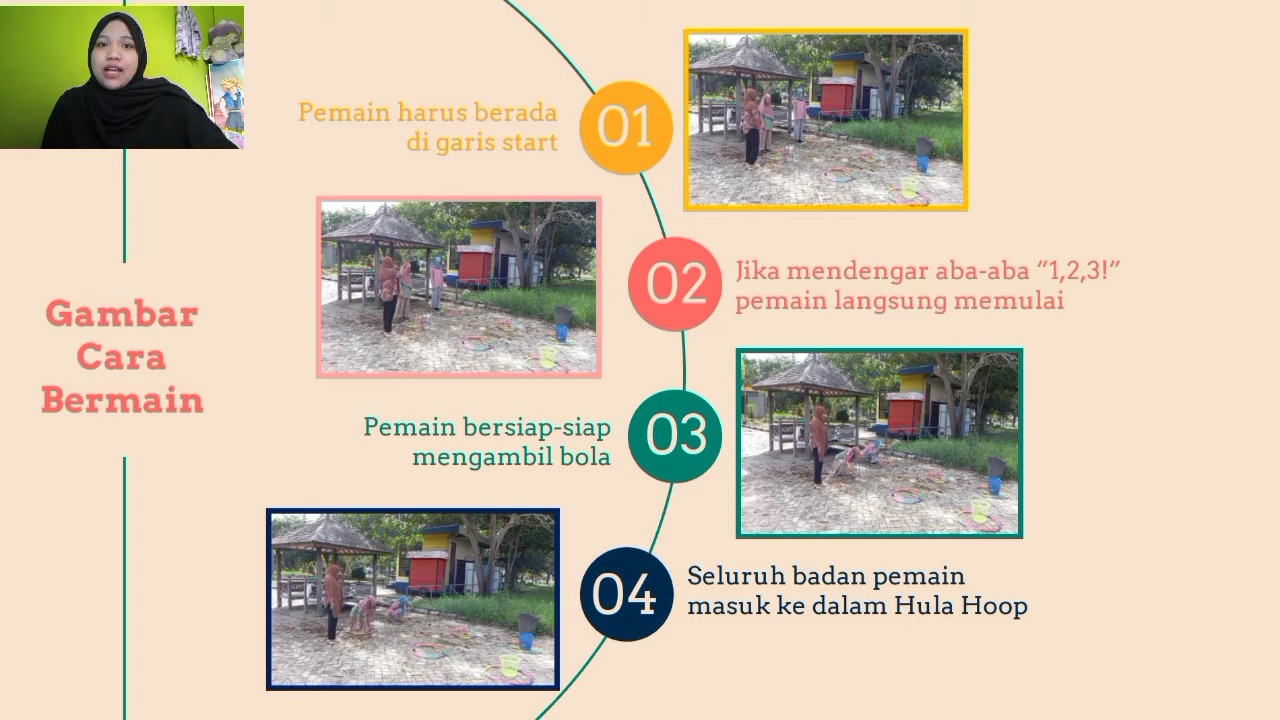 Gambar
Cara
Bermain
01
Pemain harus berada
di garis start
02
Jika mendengar aba-aba “1,2,3!”
pemain langsung memulai
03
Pemain bersiap-siap
mengambil bola
04
Seluruh badan pemain
masuk ke dalam Hula Hoop